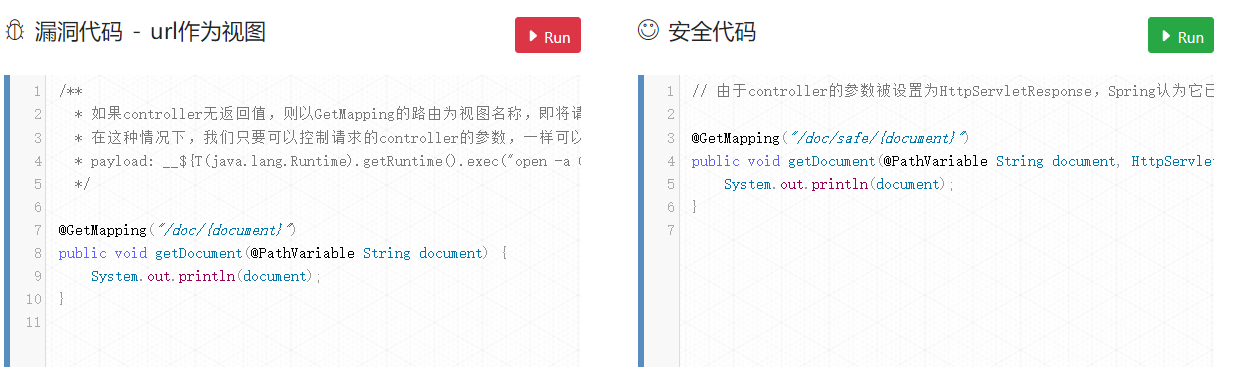 漏洞代码 - url作为视图
Run
1 /**
2 * 如果controller无返回值，则以GetMapping的路由为视图名称，即将请
3 * 在这种情况下，我们只要可以控制请求的controller的参数，一样可以
4 * payload: __${T(java.lang.Runtime).getRuntime().exec("open -a
5 */
6
7 @GetMapping("/doc/{document}")
8 public void getDocument(@PathVariable String document) {
9 System.out.println(document);
10 }
11
安全代码
Run
1 // 由于controller的参数被设置为HttpServletResponse，Spring认为它已
2
3 @GetMapping("/doc/safe/{document}")
4 public void getDocument(@PathVariable String document, HttpServlet
5 System.out.println(document);
6 }
7